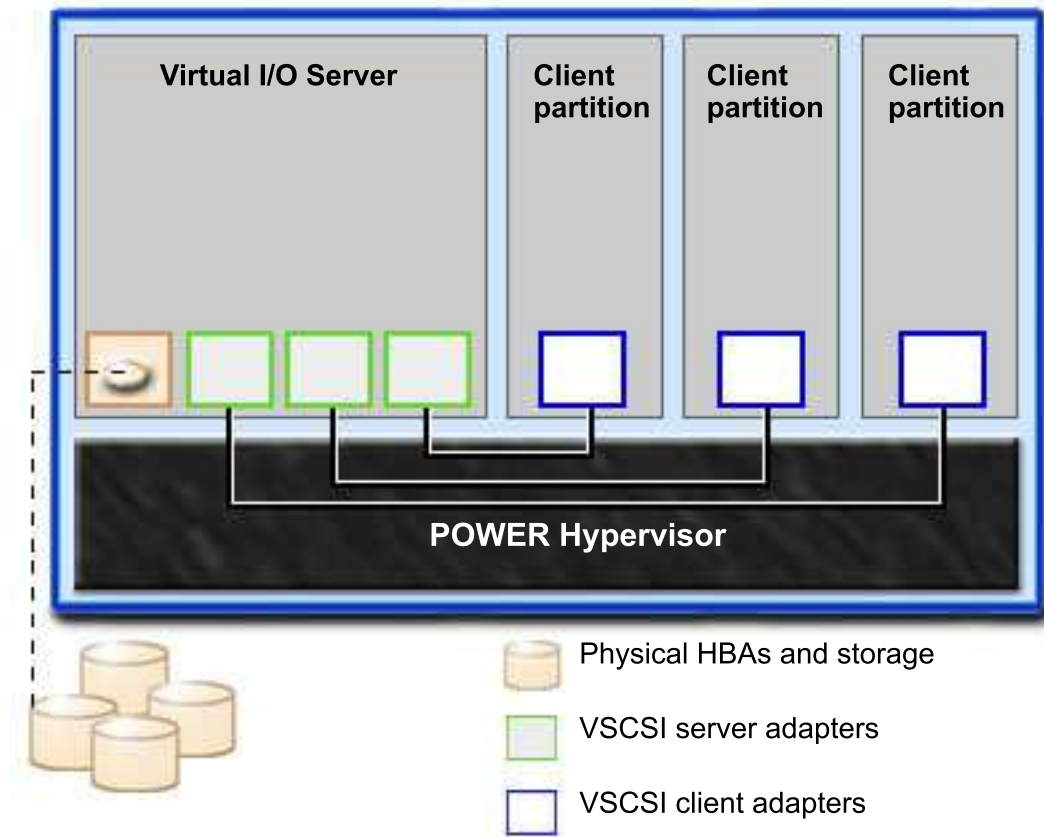 Virtual I/O Server
Client
partition
Client
partition
Client
partition
POWER Hypervisor
Physical HBAs and storage
VSCSI server adapters
VSCSI client adapters